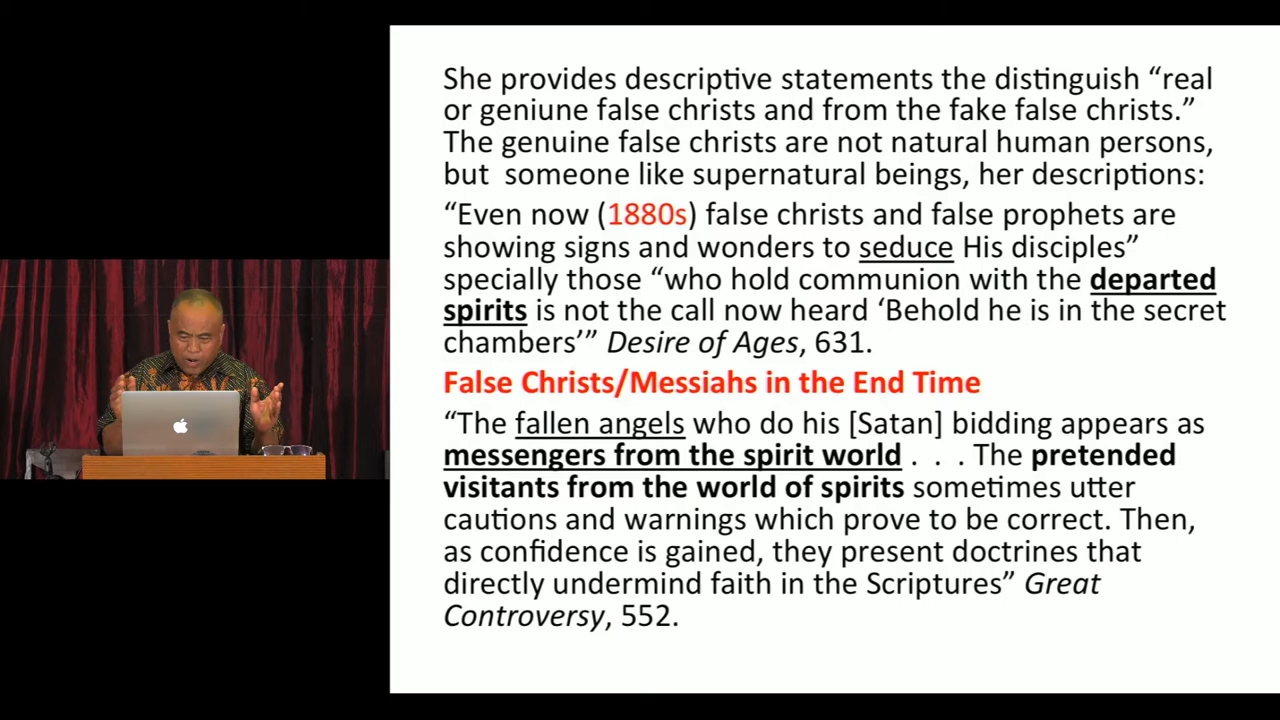 She provides descriptive statements the distinguish “real
or geniune false christs and from the fake false christs.”
The genuine false christs are not natural human persons,
but someone like supernatural beings, her descriptions:
“Even now (1880s) false christs and false prophets are
showing signs and wonders to seduce His disciples”
specially those “who hold communion with the departed
spirits is not the call now heard ‘Behold he is in the secret
chambers’” Desire of Ages, 631.
False Christs/Messiahs in the End Time
“The fallen angels who do his [Satan] bidding appears as
messengers from the spirit world . . . The pretended
visitants from the world of spirits sometimes utter
cautions and warnings which prove to be correct. Then,
as confidence is gained, they present doctrines that
directly undermind faith in the Scriptures” Great
Controversy, 552.